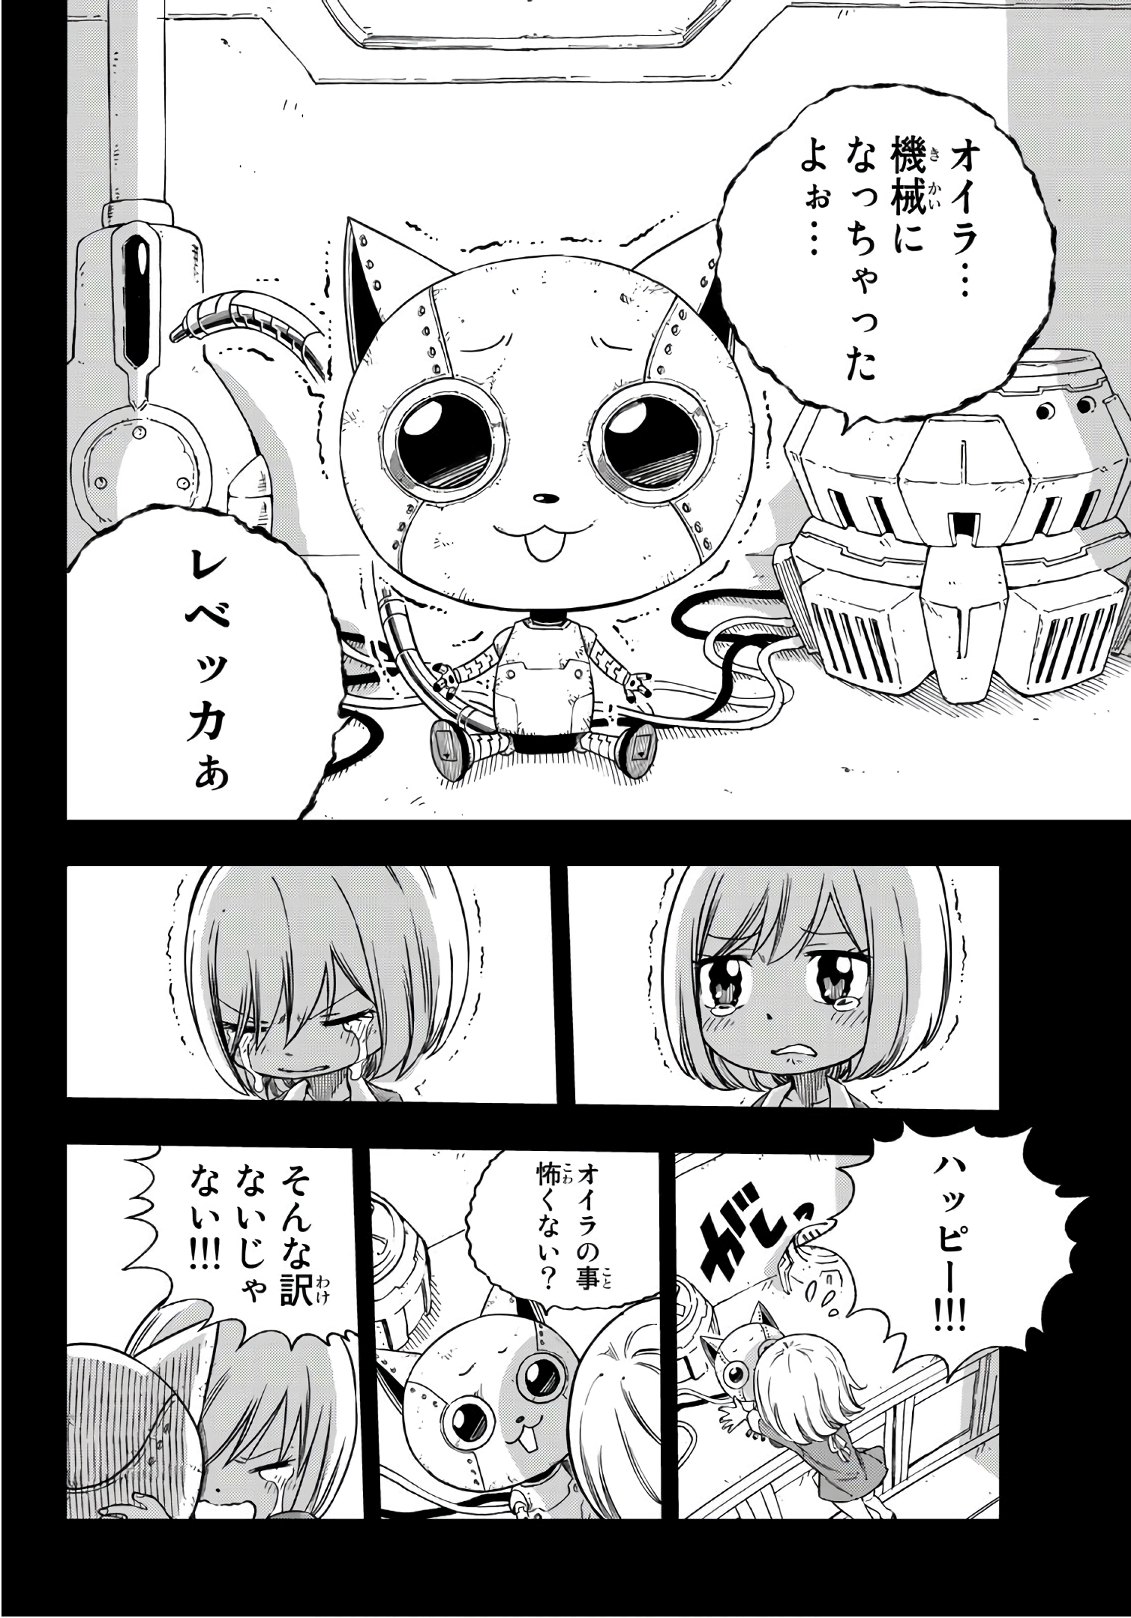 オイラ…
機械に
なっちゃった
よぉ…
レベッカぁ
ハッピー!!!
がしっ
オイラの事
怖くない?
そんな訳
ないじゃ
ない!!!